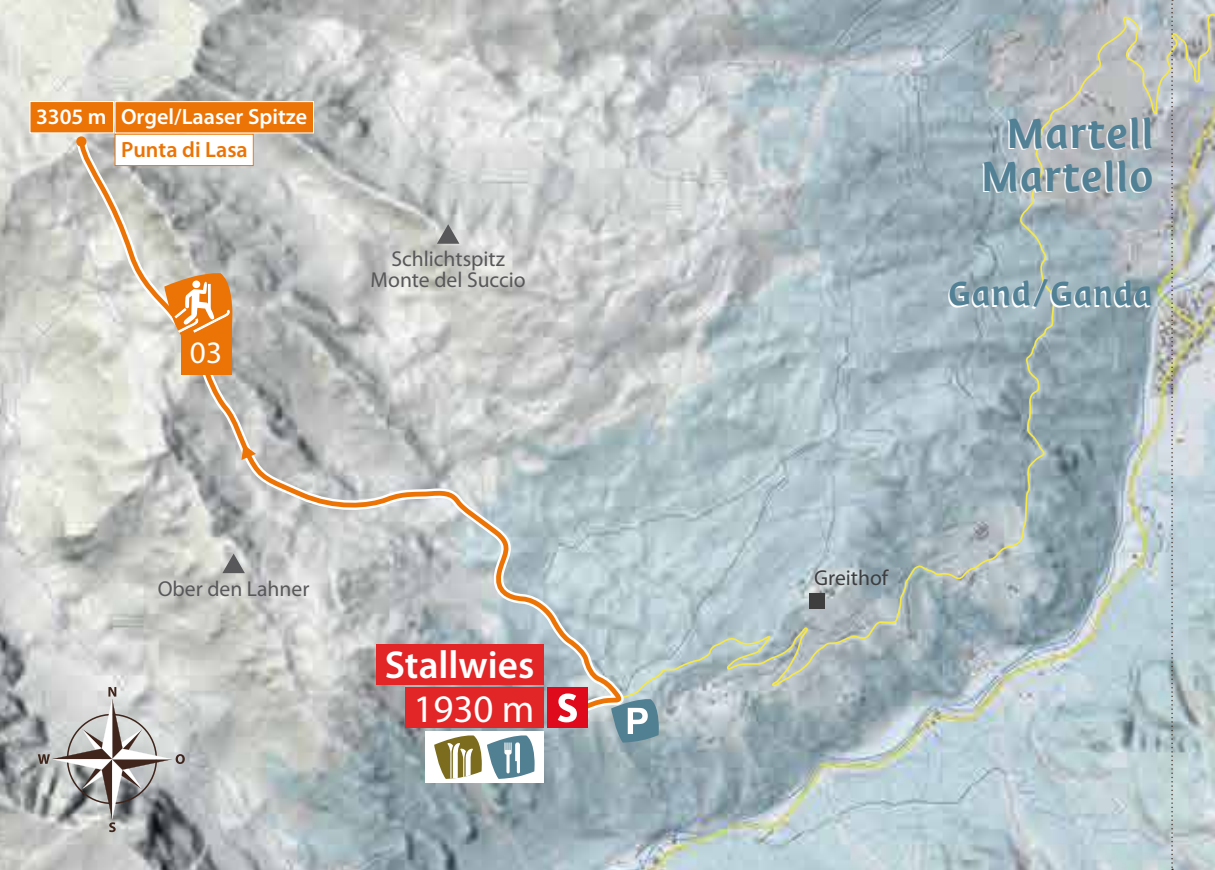 3305 m Orgel/Laaser Spitze
Punta di Lasa
Martell
Martello
Schlichtspitz
Monte del Succio
Gand/Ganda
03
Ober den Lahner
Greithof
Stallwies
1930 m S
P
N
W O
S